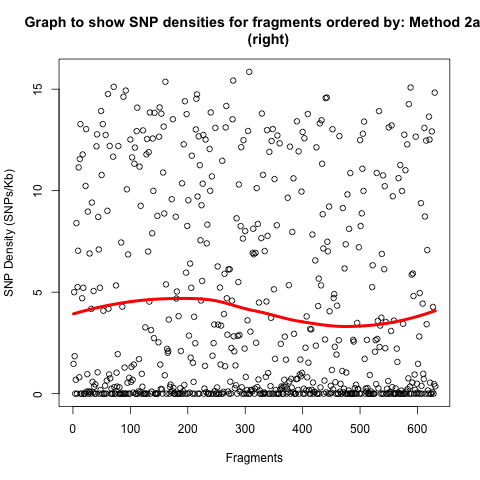 Graph to show SNP densities for fragments ordered by: Method 2a
(right)
SNP Density (SNPs/Kb)
15
10
5
0
0 100 200 300 400 500 600
Fragments